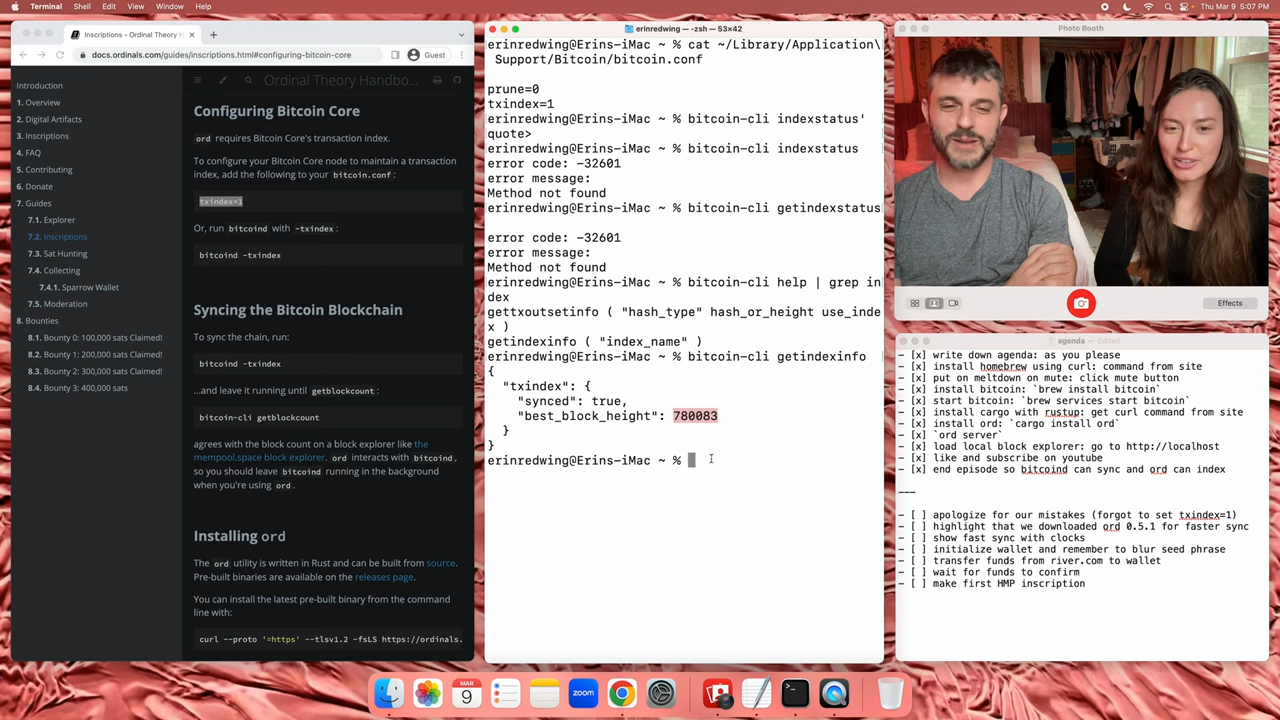 Terminal Shell Edit View Window Help
Thu Mar 9 5:07 PM
Inscriptions - Ordinal Theory H
docs.ordinals.com/guides/inscriptions.html#configuring-bitcoin-core
Guest
Introduction
1. Overview
2. Digital Artifacts
3. Inscriptions
4. FAQ
5. Contributing
6. Donate
7. Guides
7.1. Explorer
7.2. Inscriptions
7.3. Sat Hunting
7.4. Collecting
7.4.1. Sparrow Wallet
7.5. Moderation
8. Bounties
8.1. Bounty 0: 100,000 sats Claimed!
8.2. Bounty 1: 200,000 sats Claimed!
8.3. Bounty 2: 300,000 sats Claimed!
8.4. Bounty 3: 400,000 sats
Ordinal Theory Handbo...
Configuring Bitcoin Core
ord requires Bitcoin Core's transaction index.
To configure your Bitcoin Core node to maintain a transaction
index, add the following to your bitcoin.conf:
txindex=1
Or, run bitcoind with -txindex:
bitcoind -txindex
Syncing the Bitcoin Blockchain
To sync the chain, run:
bitcoind -txindex
...and leave it running until getblockcount:
bitcoin-cli getblockcount
agrees with the block count on a block explorer like the
mempool.space block explorer. ord interacts with bitcoind,
so you should leave bitcoind running in the background
when you're using ord.
Installing ord
The ord utility is written in Rust and can be built from source.
Pre-built binaries are available on the releases page.
You can install the latest pre-built binary from the command
line with:
curl --proto '=https' --tlsv1.2 -fsLS https://ordinals.
erinredwing — -zsh — 53×42
erinredwing@Erins-iMac ~ % cat ~/Library/Application\
Support/Bitcoin/bitcoin.conf
prune=0
txindex=1
erinredwing@Erins-iMac ~ % bitcoin-cli indexstatus'
quote>
erinredwing@Erins-iMac ~ % bitcoin-cli indexstatus
error code: -32601
error message:
Method not found
erinredwing@Erins-iMac ~ % bitcoin-cli getindexstatus
error code: -32601
error message:
Method not found
erinredwing@Erins-iMac ~ % bitcoin-cli help | grep in
dex
gettxoutsetinfo ( "hash_type" hash_or_height use_inde
x )
getindexinfo ( "index_name" )
erinredwing@Erins-iMac ~ % bitcoin-cli getindexinfo
{
"txindex": {
"synced": true,
"best_block_height": 780083
}
}
erinredwing@Erins-iMac ~ %
Photo Booth
Effects
agenda — Edited
- [x] write down agenda: as you please
- [x] install homebrew using curl: command from site
- [x] put on meltdown on mute: click mute button
- [x] install bitcoin: `brew install bitcoin`
- [x] start bitcoin: `brew services start bitcoin`
- [x] install cargo with rustup: get curl command from site
- [x] install ord: `cargo install ord`
- [x] `ord server`
- [x] load local block explorer: go to http://localhost
- [x] like and subscribe on youtube
- [x] end episode so bitcoind can sync and ord can index
---
- [ ] apologize for our mistakes (forgot to set txindex=1)
- [ ] highlight that we downloaded ord 0.5.1 for faster sync
- [ ] show fast sync with clocks
- [ ] initialize wallet and remember to blur seed phrase
- [ ] transfer funds from river.com to wallet
- [ ] wait for funds to confirm
- [ ] make first HMP inscription
MAR
9
zoom